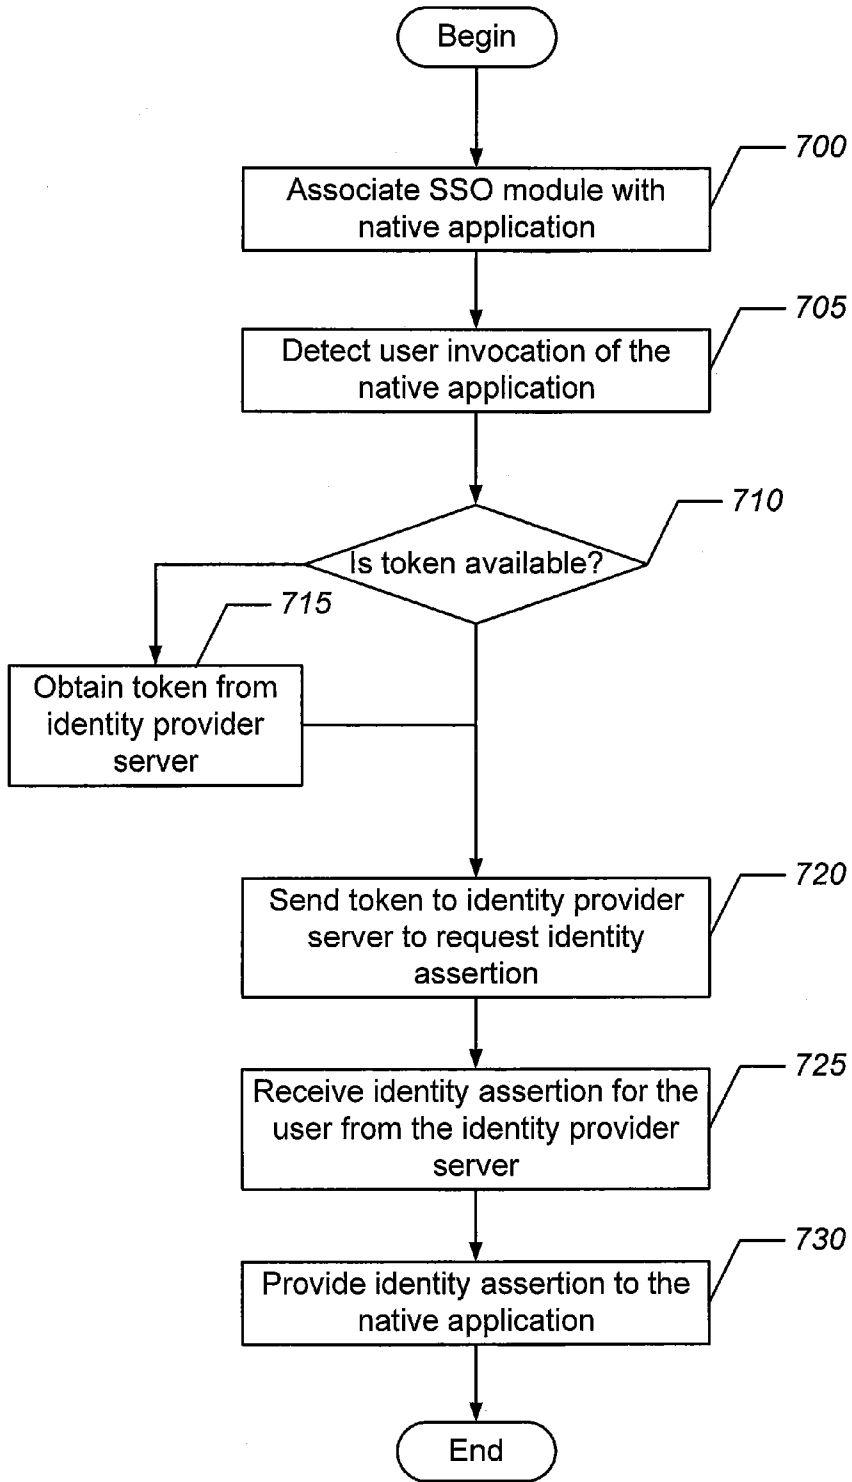 Begin
700
Associate SSO module with
native application
705
Detect user invocation of the
native application
710
Is token available?
715
Obtain token from
identity provider
server
720
Send token to identity provider
server to request identity
assertion
725
Receive identity assertion for the
user from the identity provider
server
730
Provide identity assertion to the
native application
End